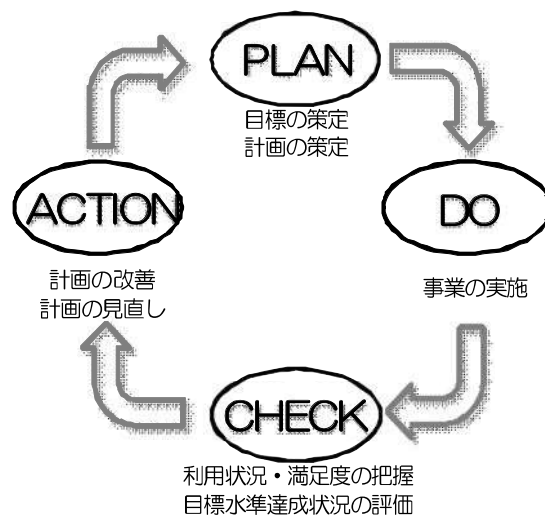 PLAN
目標の策定
計画の策定
DO
事業の実施
CHECK
利用状況・満足度の把握
目標水準達成状況の評価
ACTION
計画の改善
計画の見直し